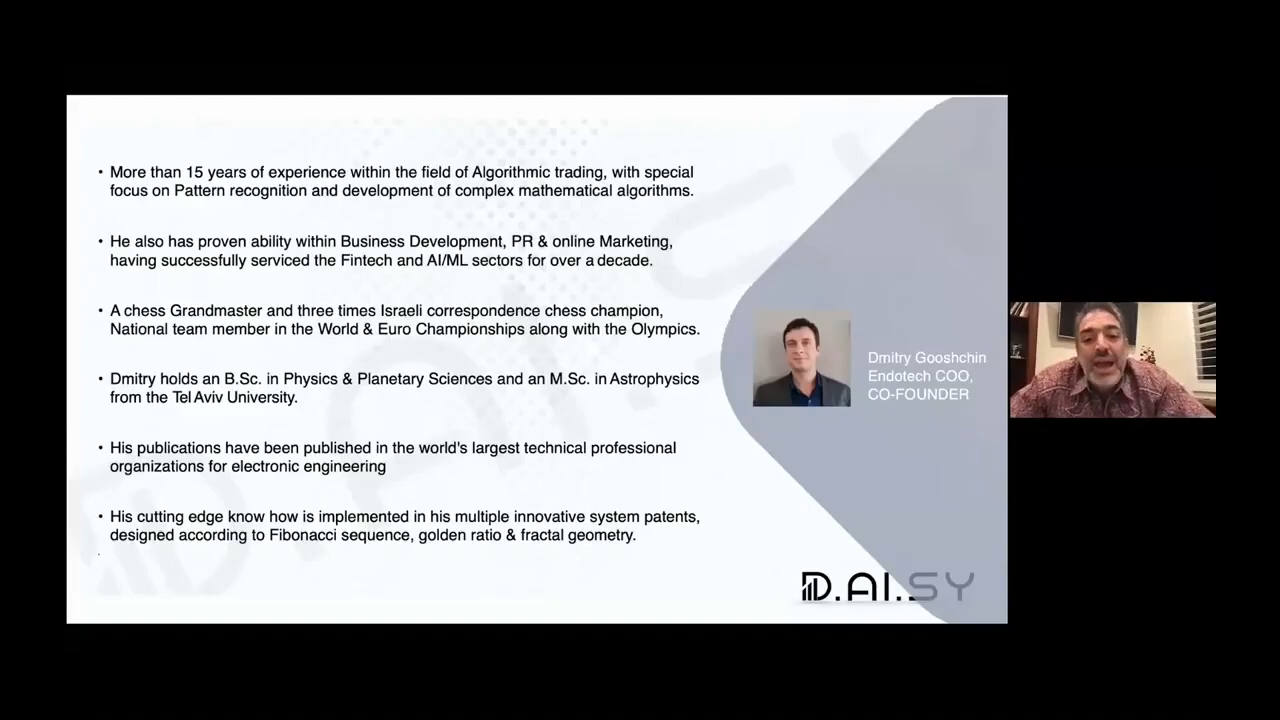 • More than 15 years of experience within the field of Algorithmic trading, with special
focus on Pattern recognition and development of complex mathematical algorithms.
• He also has proven ability within Business Development, PR & online Marketing,
having successfully serviced the Fintech and AI/ML sectors for over a decade.
• A chess Grandmaster and three times Israeli correspondence chess champion,
National team member in the World & Euro Championships along with the Olympics.
• Dmitry holds an B.Sc. in Physics & Planetary Sciences and an M.Sc. in Astrophysics
from the Tel Aviv University.
• His publications have been published in the world's largest technical professional
organizations for electronic engineering
• His cutting edge know how is implemented in his multiple innovative system patents,
designed according to Fibonacci sequence, golden ratio & fractal geometry.
Dmitry Gooshchin
Endotech COO,
CO-FOUNDER
D.AI.SY